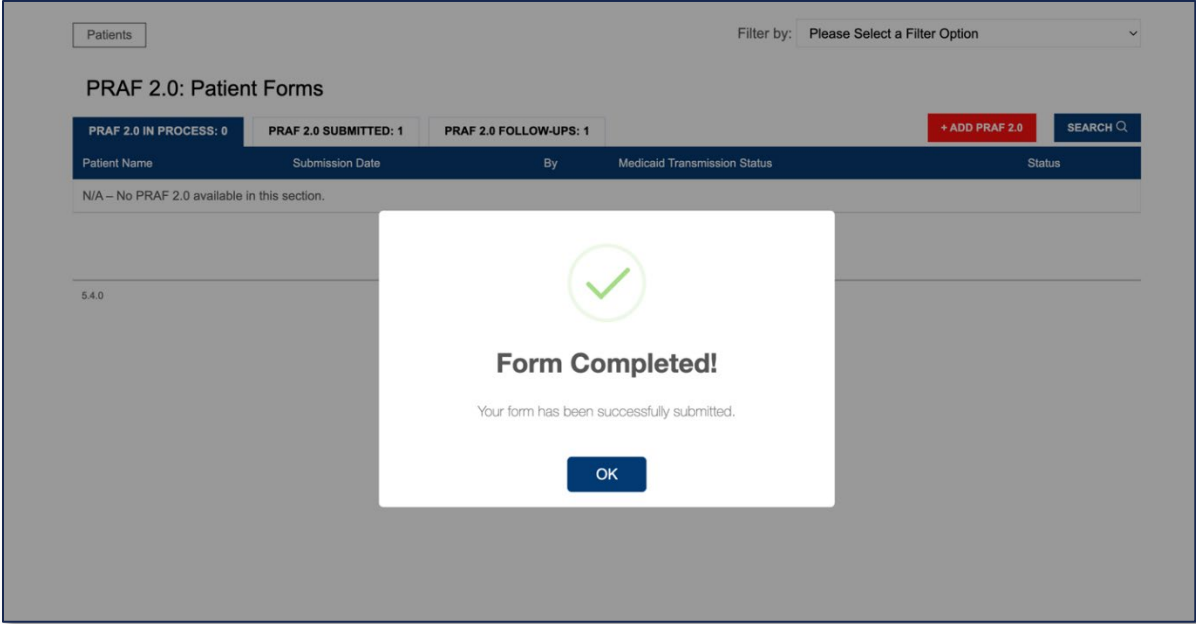 Patients
Filter by: Please Select a Filter Option
PRAF 2.0: Patient Forms
PRAF 2.0 IN PROCESS: 0 PRAF 2.0 SUBMITTED: 1 PRAF 2.0 FOLLOW-UPS: 1 + ADD PRAF 2.0 SEARCH
Patient Name Submission Date By Medicaid Transmission Status Status
N/A – No PRAF 2.0 available in this section.
5.4.0
Form Completed!
Your form has been successfully submitted.
OK